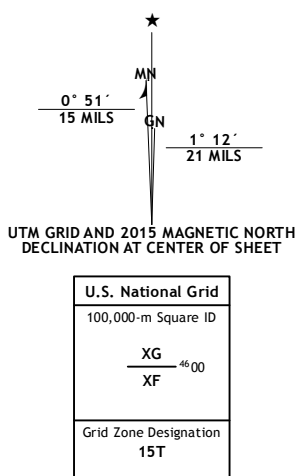 ★
MN
0° 51´
15 MILS
GN
1° 12´
21 MILS
UTM GRID AND 2015 MAGNETIC NORTH
DECLINATION AT CENTER OF SHEET
U.S. National Grid
100,000-m Square ID
XG
4600
XF
Grid Zone Designation
15T